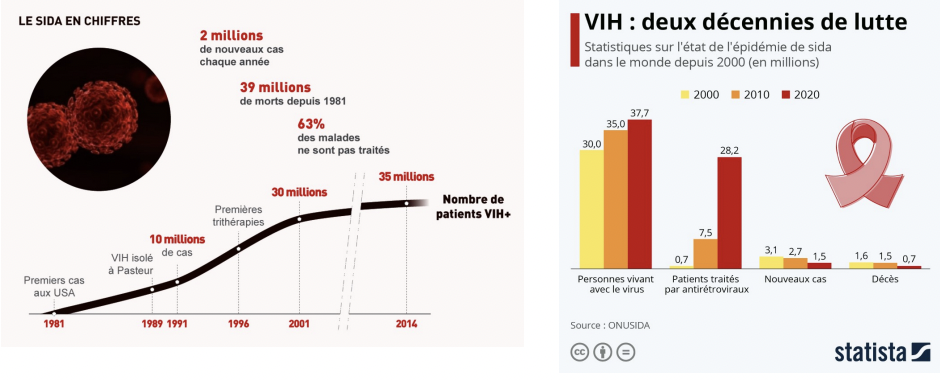 LE SIDA EN CHIFFRES
2 millions
de nouveaux cas
chaque année
39 millions
de morts depuis 1981
63%
des malades
ne sont pas traités
35 millions
30 millions
Nombre de
patients VIH+
Premières
trithérapies
10 millions
de cas
VIH isolé
à Pasteur
Premiers cas
aux USA
1981
1989 1991
1996
2001
2014
VIH : deux décennies de lutte
Statistiques sur l'état de l'épidémie de sida
dans le monde depuis 2000 (en millions)
2000 2010 2020
30,0 35,0 37,7
0,7 7,5 28,2
3,1 2,7 1,5
1,6 1,5 0,7
Personnes vivant
avec le virus
Patients traités
par antirétroviraux
Nouveaux cas
Décès
Source : ONUSIDA
cc
statista